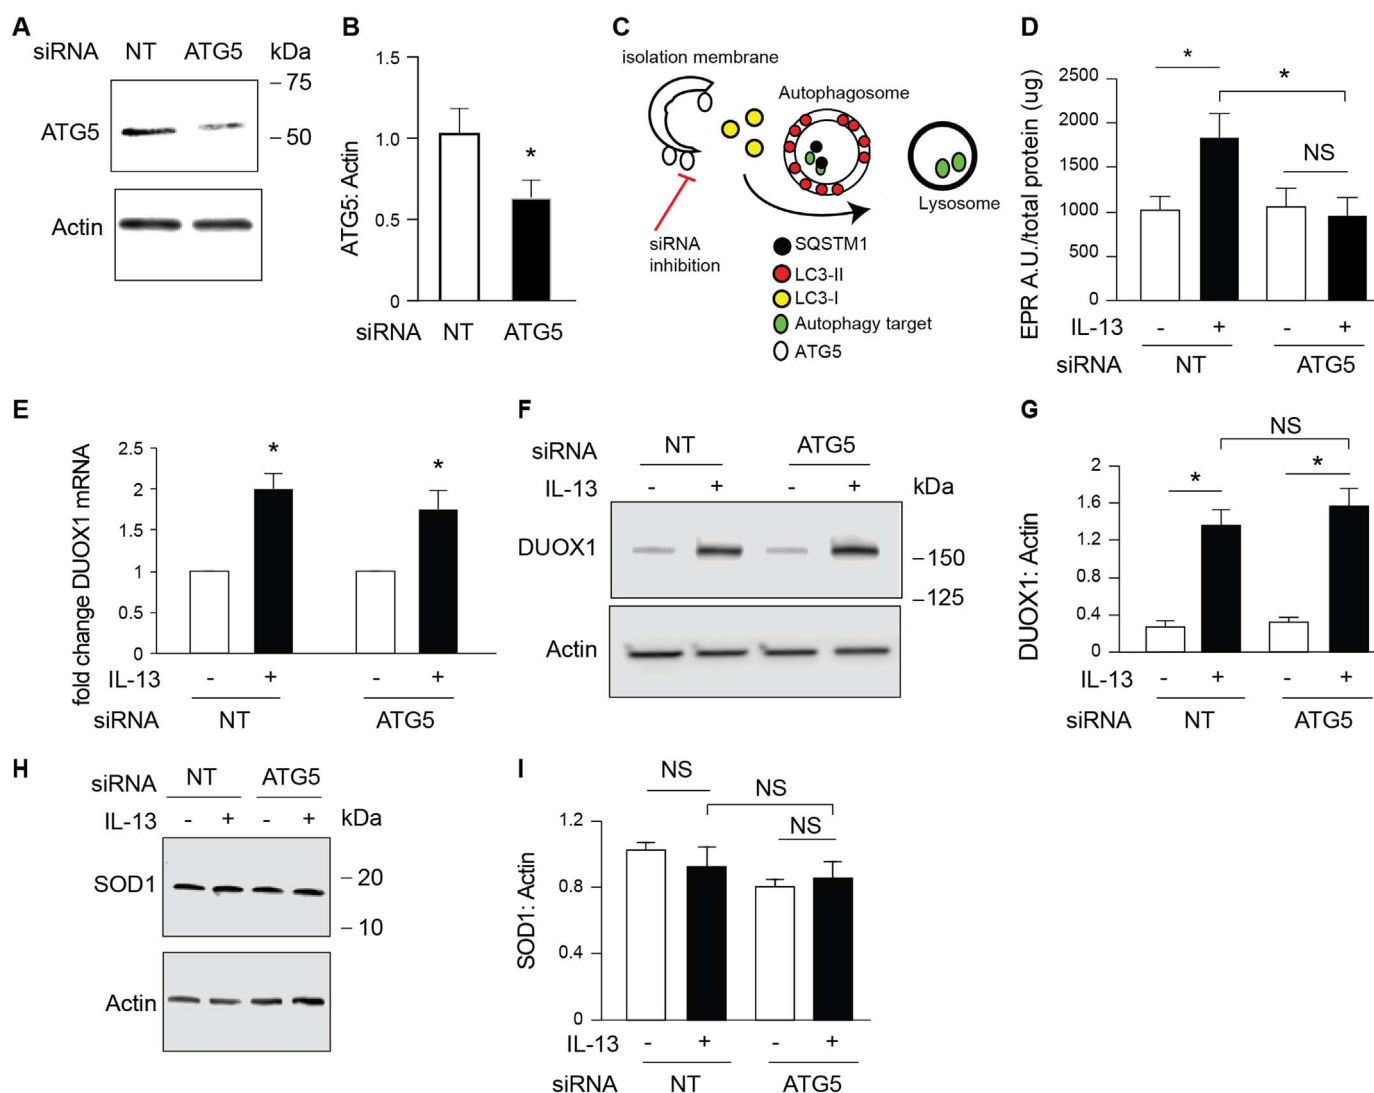 A
siRNA NT ATG5 kDa
–75
ATG5 –50
Actin
B
1.5
1.0
0.5
0
ATG5: Actin
*
siRNA NT ATG5
C
isolation membrane
Autophagosome
Lysosome
siRNA
inhibition
SQSTM1
LC3-II
LC3-I
Autophagy target
ATG5
D
EPR A.U./total protein (ug)
2500
2000
1500
1000
500
0
*
*
NS
IL-13 - + - +
siRNA NT ATG5
E
fold change DUOX1 mRNA
2.5
2
1.5
1
0.5
0
*
*
IL-13 - + - +
siRNA NT ATG5
F
siRNA NT ATG5
IL-13 - + - + kDa
DUOX1 –150
–125
Actin
G
DUOX1: Actin
2
1.6
1.2
0.8
0.4
0
NS
*
*
IL-13 - + - +
siRNA NT ATG5
H
siRNA NT ATG5
IL-13 - + - + kDa
SOD1 – 20
– 10
Actin
I
SOD1: Actin
1.2
0.8
0.4
0
NS
NS
NS
IL-13 - + - +
siRNA NT ATG5